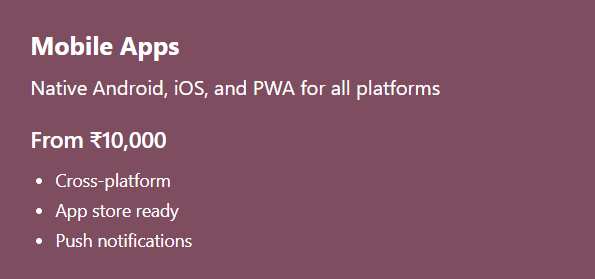 Mobile Apps
Native Android, iOS, and PWA for all platforms
From ₹10,000
• Cross-platform
• App store ready
• Push notifications